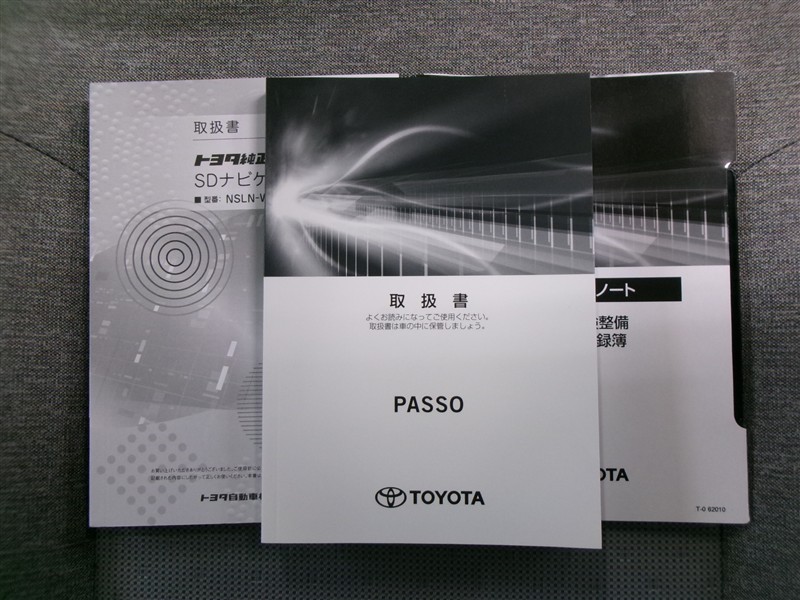 取扱書
トヨタ純正
SDナビゲ
■ 型番: NSLN-W
トヨタ自動車
取扱書
よくお読みになってご使用ください。
取扱書は車の中に保管しましょう。
PASSO
TOYOTA
ノート
整備
録簿
OTA
T-0 62010